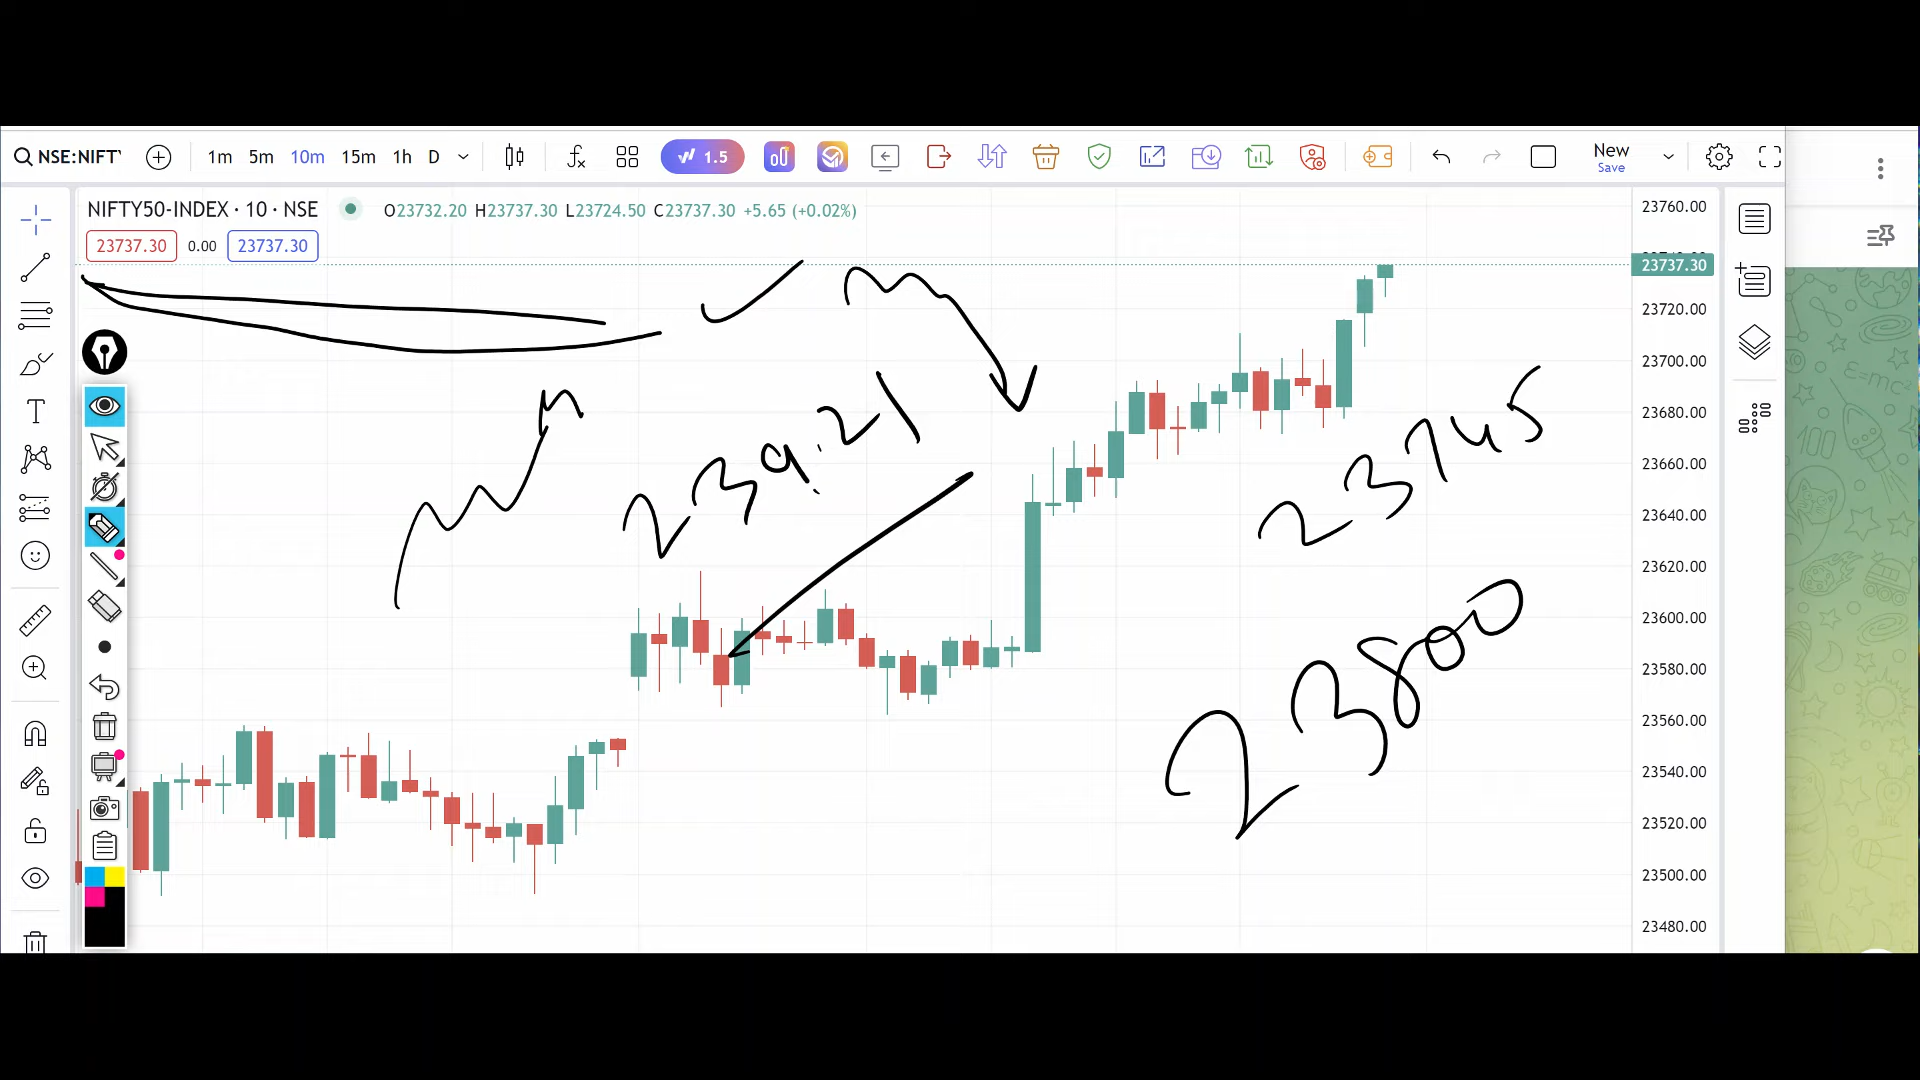 NSE:NIFTY
1m 5m 10m 15m 1h D
1.5
New
Save
NIFTY50-INDEX · 10 · NSE
O23732.20 H23737.30 L23724.50 C23737.30 +5.65 (+0.02%)
23737.30 0.00 23737.30
23760.00
23737.30
23720.00
23700.00
23680.00
23660.00
23640.00
23620.00
23600.00
23580.00
23560.00
23540.00
23520.00
23500.00
23480.00
239.21
23745
23800